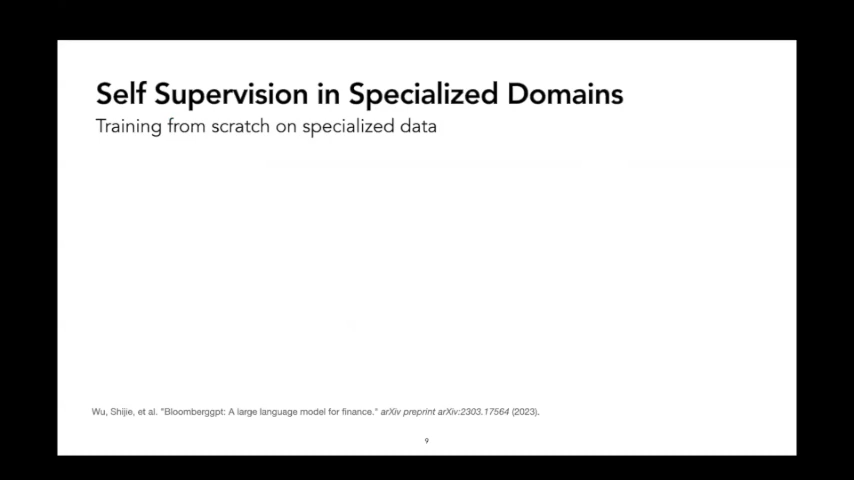 Self Supervision in Specialized Domains
Training from scratch on specialized data
Wu, Shijie, et al. "Bloomberggpt: A large language model for finance." arXiv preprint arXiv:2303.17564 (2023).
9